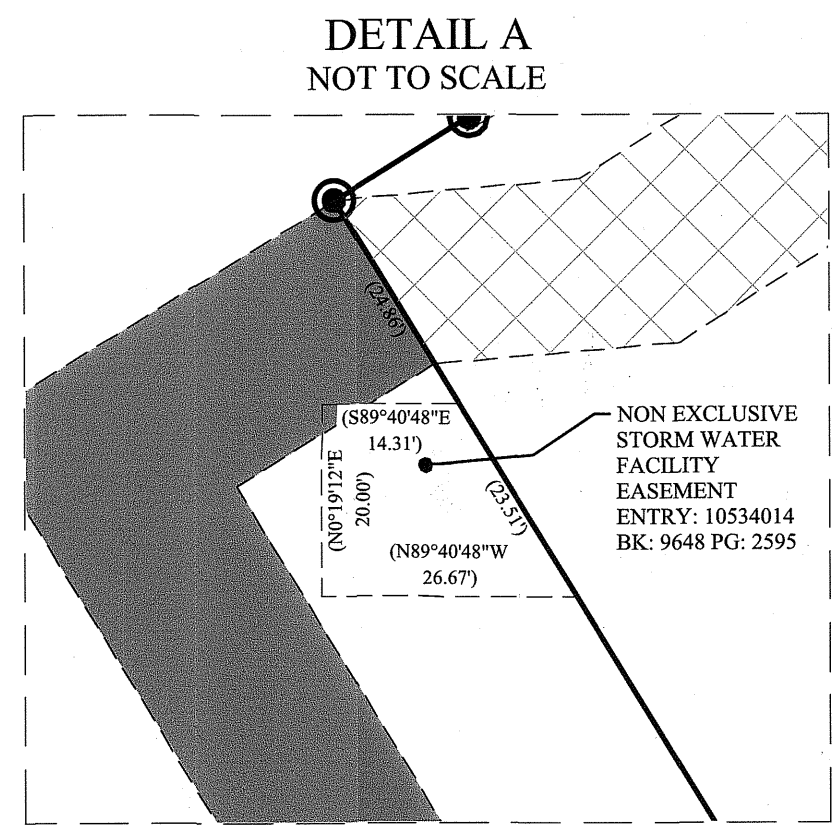 DETAIL A
NOT TO SCALE
(24.86')
(S89°40'48"E
14.31')
(N0°19'12"E
20.00')
(23.51')
(N89°40'48"W
26.67')
NON EXCLUSIVE
STORM WATER
FACILITY
EASEMENT
ENTRY: 10534014
BK: 9648 PG: 2595